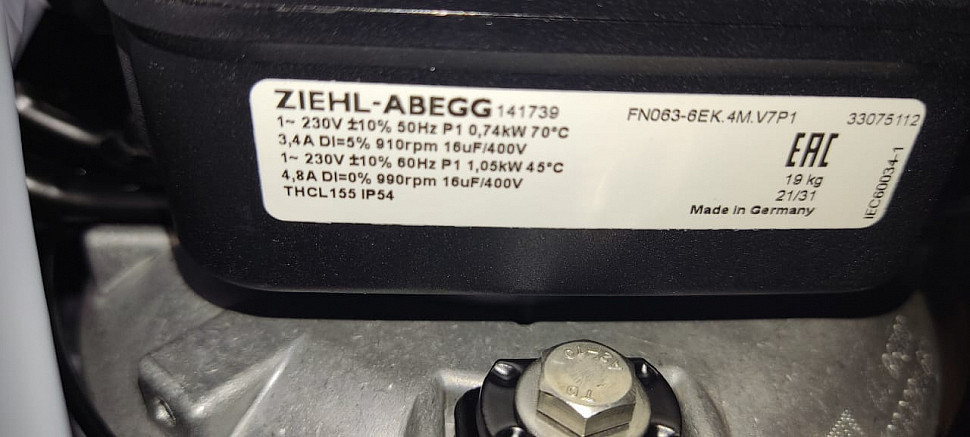 ZIEHL-ABEGG 141739
1~ 230V ±10% 50Hz P1 0,74kW 70°C
3,4A DI=5% 910rpm 16uF/400V
1~ 230V ±10% 60Hz P1 1,05kW 45°C
4,8A DI=0% 990rpm 16uF/400V
THCL155 IP54
FN063-6EK.4M.V7P1
33075112
EAC
19 kg
21/31
Made in Germany
IEC60034-1